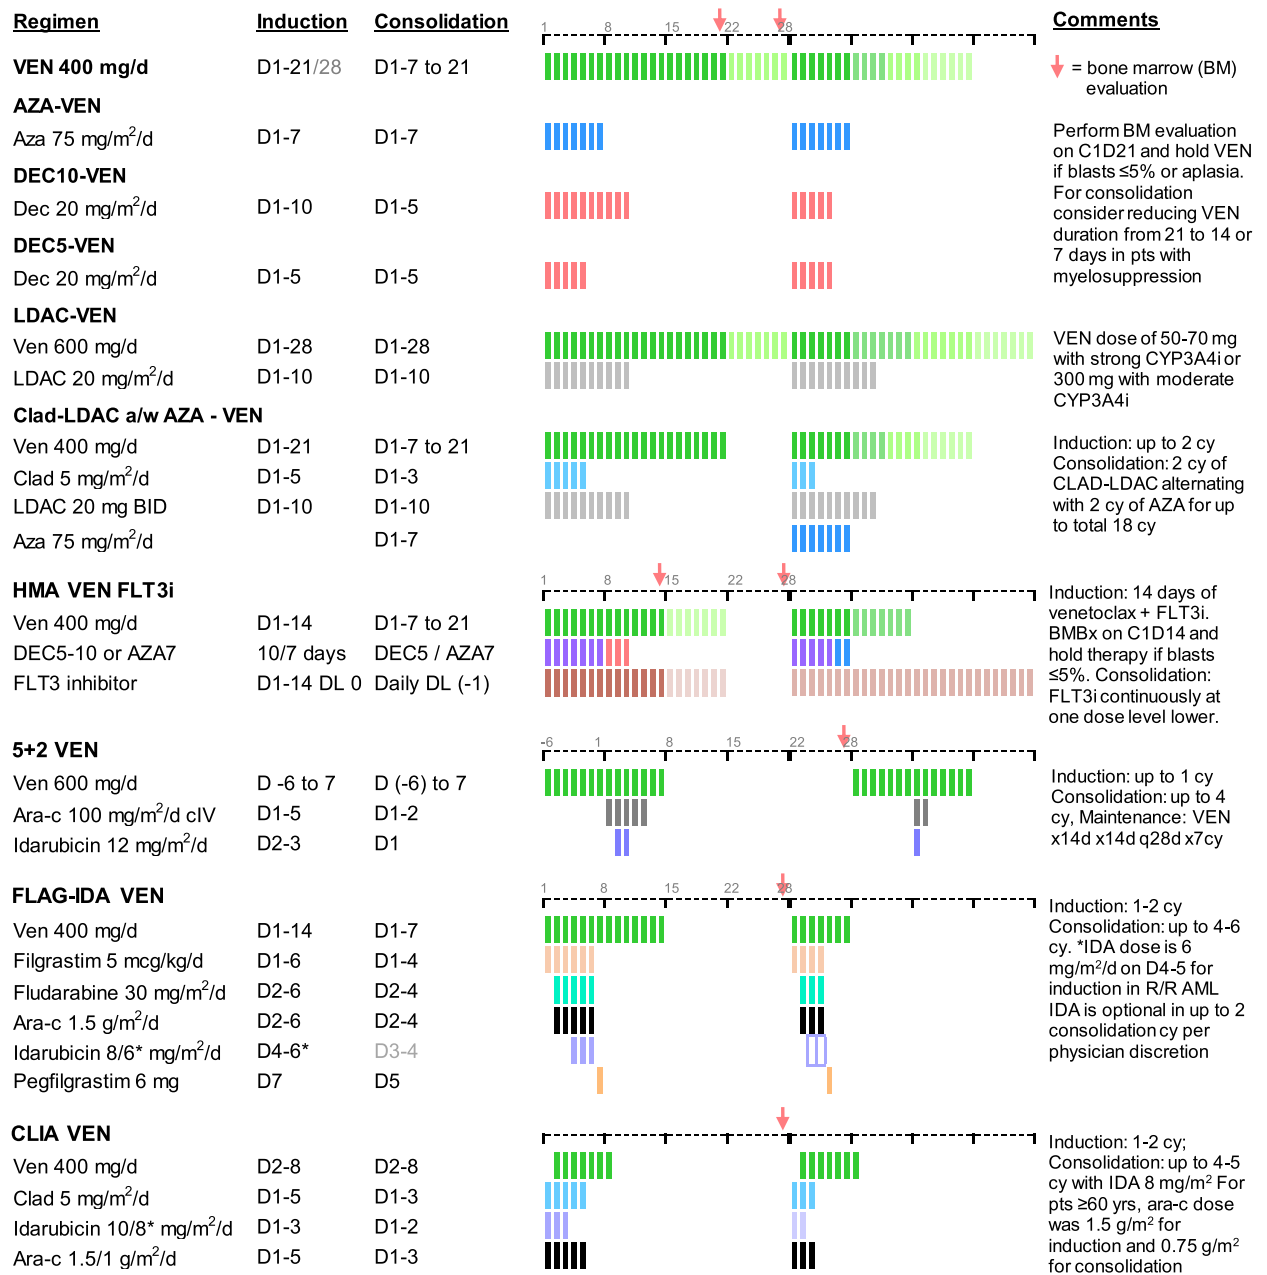 Regimen Induction Consolidation Comments
1 8 15 22 28
VEN 400 mg/d D1-21/28 D1-7 to 21
= bone marrow (BM)
evaluation
AZA-VEN
Aza 75 mg/m²/d D1-7 D1-7
DEC10-VEN
Dec 20 mg/m²/d D1-10 D1-5
DEC5-VEN
Dec 20 mg/m²/d D1-5 D1-5
Perform BM evaluation
on C1D21 and hold VEN
if blasts ≤5% or aplasia.
For consolidation
consider reducing VEN
duration from 21 to 14 or
7 days in pts with
myelosuppression
LDAC-VEN
Ven 600 mg/d D1-28 D1-28
LDAC 20 mg/m²/d D1-10 D1-10
VEN dose of 50-70 mg
with strong CYP3A4i or
300 mg with moderate
CYP3A4i
Clad-LDAC a/w AZA - VEN
Ven 400 mg/d D1-21 D1-7 to 21
Clad 5 mg/m²/d D1-5 D1-3
LDAC 20 mg BID D1-10 D1-10
Aza 75 mg/m²/d D1-7
Induction: up to 2 cy
Consolidation: 2 cy of
CLAD-LDAC alternating
with 2 cy of AZA for up
to total 18 cy
HMA VEN FLT3i
1 8 15 22 28
Ven 400 mg/d D1-14 D1-7 to 21
DEC5-10 or AZA7 10/7 days DEC5 / AZA7
FLT3 inhibitor D1-14 DL 0 Daily DL (-1)
Induction: 14 days of
venetoclax + FLT3i.
BMBx on C1D14 and
hold therapy if blasts
≤5%. Consolidation:
FLT3i continuously at
one dose level lower.
5+2 VEN
-6 1 8 15 22 28
Ven 600 mg/d D -6 to 7 D (-6) to 7
Ara-c 100 mg/m²/d cIV D1-5 D1-2
Idarubicin 12 mg/m²/d D2-3 D1
Induction: up to 1 cy
Consolidation: up to 4
cy, Maintenance: VEN
x14d x14d q28d x7cy
FLAG-IDA VEN
1 8 15 22 28
Ven 400 mg/d D1-14 D1-7
Filgrastim 5 mcg/kg/d D1-6 D1-4
Fludarabine 30 mg/m²/d D2-6 D2-4
Ara-c 1.5 g/m²/d D2-6 D2-4
Idarubicin 8/6* mg/m²/d D4-6* D3-4
Pegfilgrastim 6 mg D7 D5
Induction: 1-2 cy
Consolidation: up to 4-6
cy. *IDA dose is 6
mg/m²/d on D4-5 for
induction in R/R AML
IDA is optional in up to 2
consolidation cy per
physician discretion
CLIA VEN
Ven 400 mg/d D2-8 D2-8
Clad 5 mg/m²/d D1-5 D1-3
Idarubicin 10/8* mg/m²/d D1-3 D1-2
Ara-c 1.5/1 g/m²/d D1-5 D1-3
Induction: 1-2 cy;
Consolidation: up to 4-5
cy with IDA 8 mg/m² For
pts ≥60 yrs, ara-c dose
was 1.5 g/m² for
induction and 0.75 g/m²
for consolidation